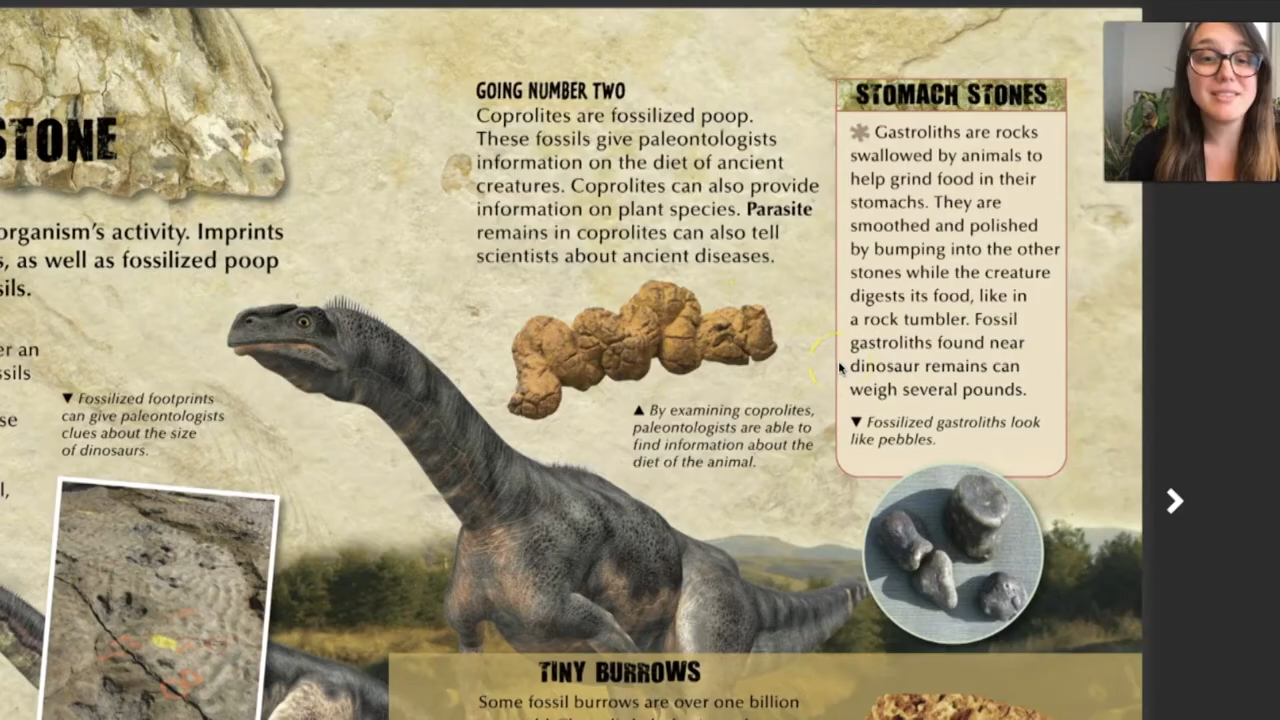 STONE
organism's activity. Imprints
s, as well as fossilized poop
sils.
er an
ssils
se
l,
▼ Fossilized footprints
can give paleontologists
clues about the size
of dinosaurs.
GOING NUMBER TWO
Coprolites are fossilized poop.
These fossils give paleontologists
information on the diet of ancient
creatures. Coprolites can also provide
information on plant species. Parasite
remains in coprolites can also tell
scientists about ancient diseases.
▲ By examining coprolites,
paleontologists are able to
find information about the
diet of the animal.
STOMACH STONES
✱ Gastroliths are rocks
swallowed by animals to
help grind food in their
stomachs. They are
smoothed and polished
by bumping into the other
stones while the creature
digests its food, like in
a rock tumbler. Fossil
gastroliths found near
dinosaur remains can
weigh several pounds.
▼ Fossilized gastroliths look
like pebbles.
TINY BURROWS
Some fossil burrows are over one billion